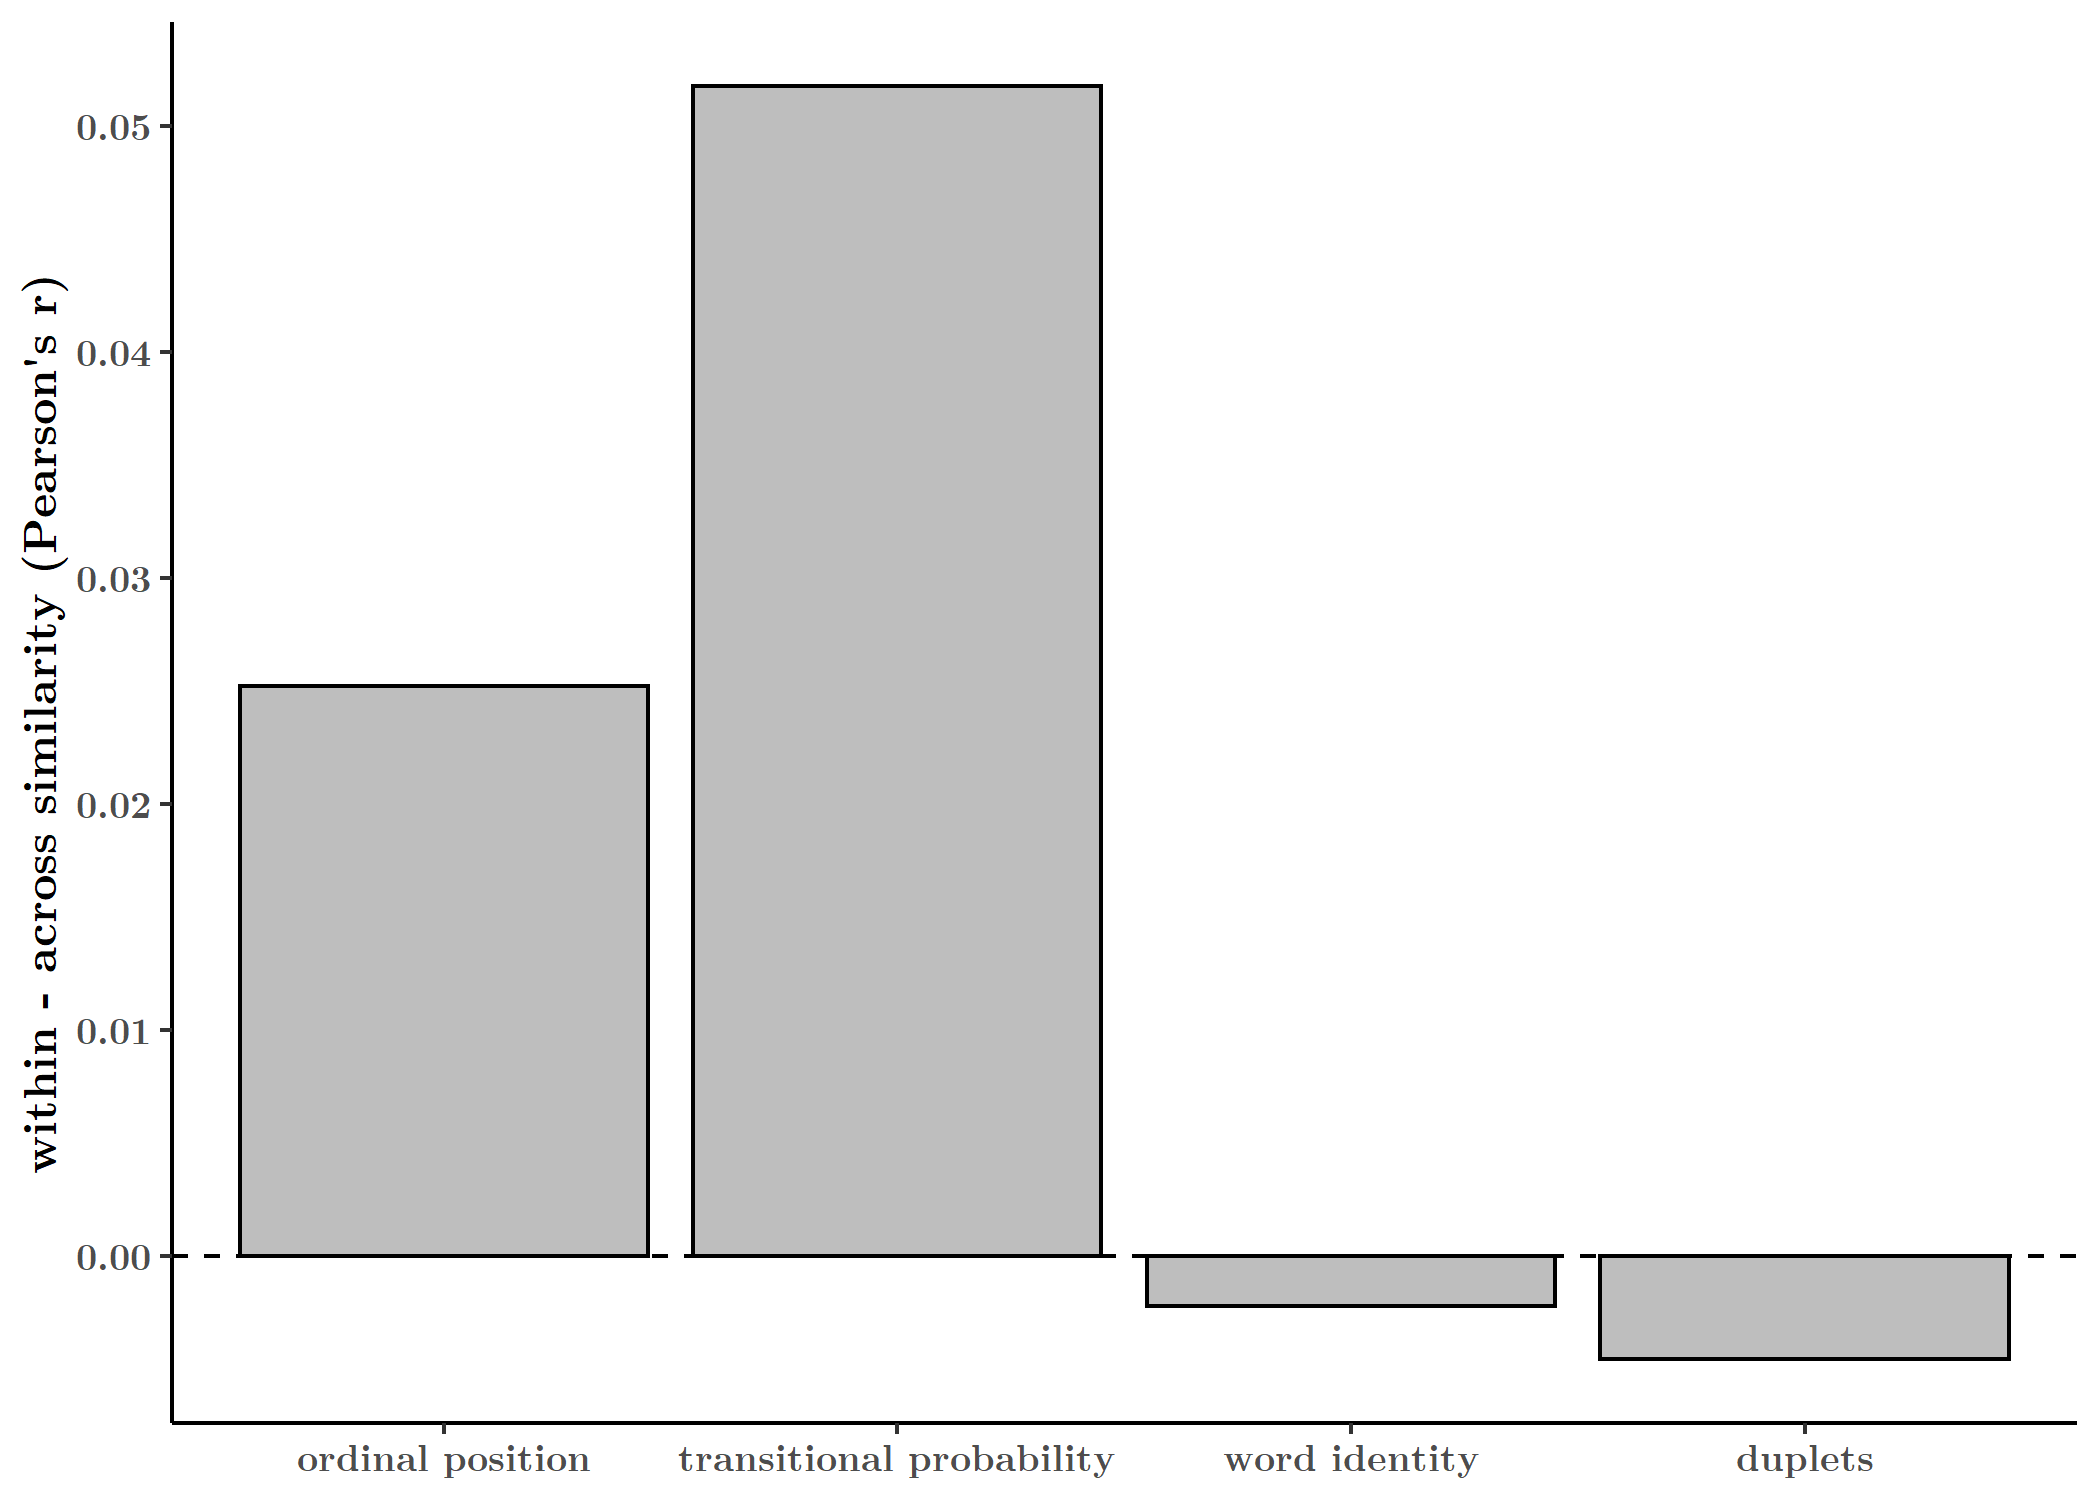 within - across similarity (Pearson's r)
0.05
0.04
0.03
0.02
0.01
0.00
ordinal position
transitional probability
word identity
duplets